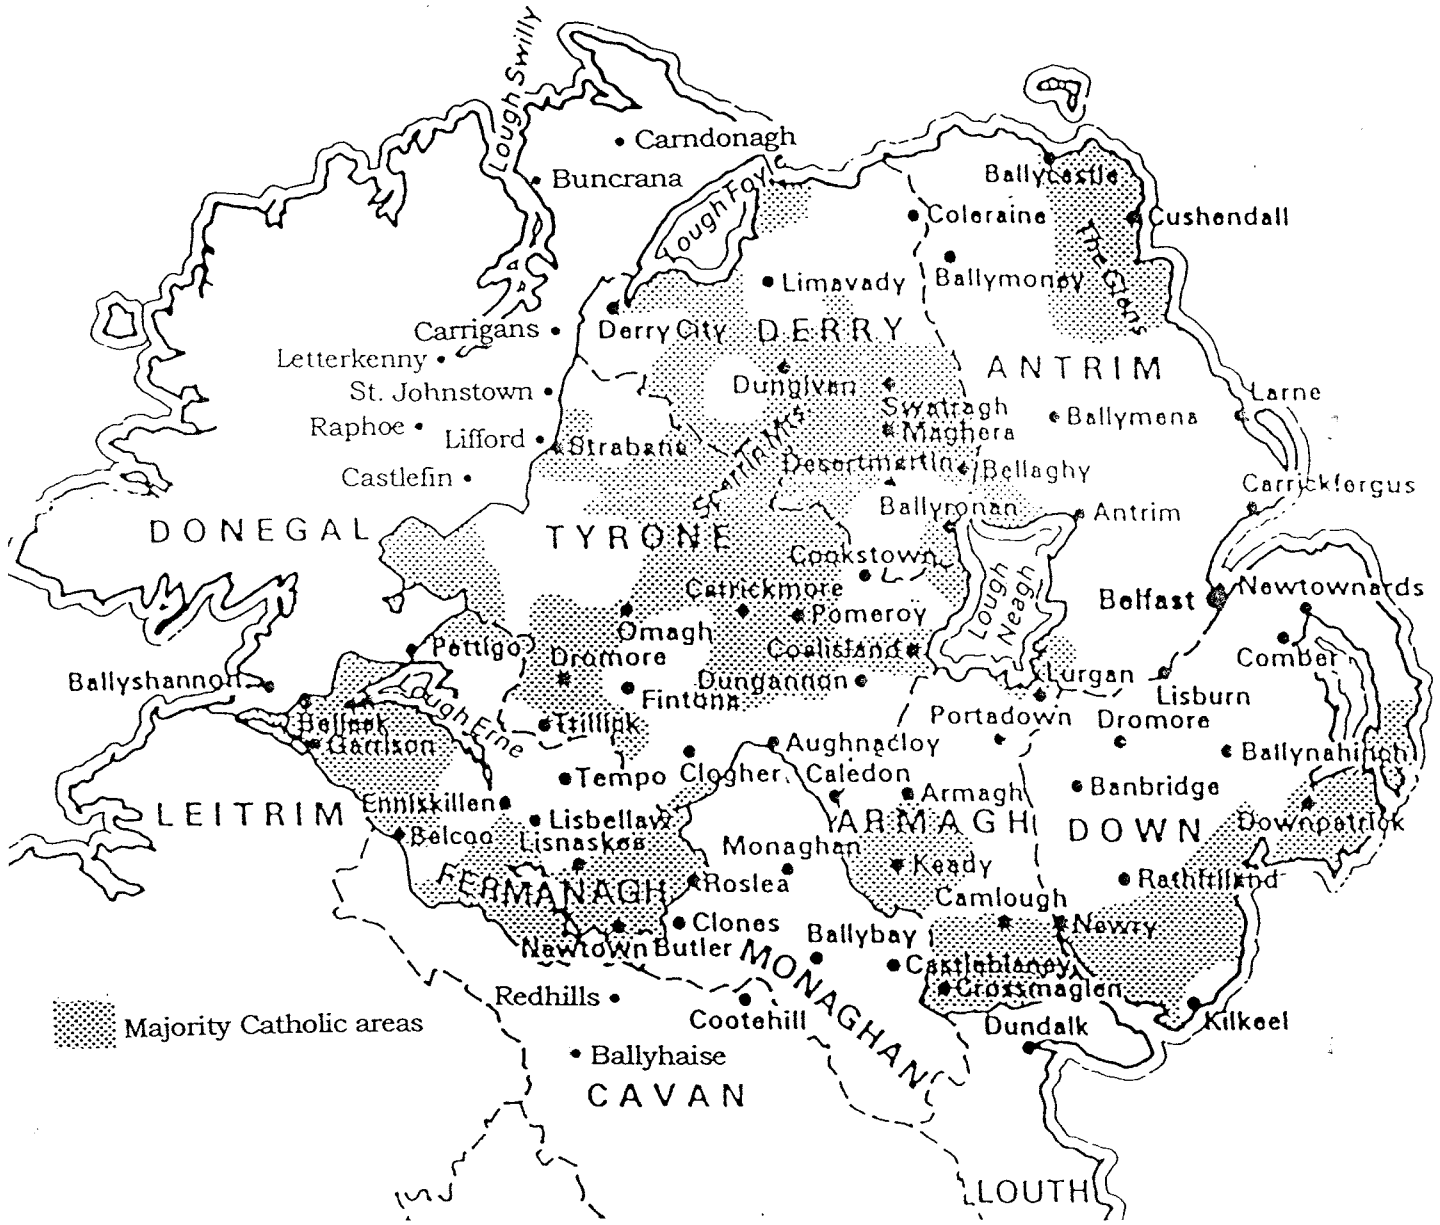 Lough Swilly
Carndonagh
Buncrana
Lough Foyle
Ballycastle
Coleraine
Cushendall
The Glens
Ballymoney
Limavady
Carrigans
Derry City
DERRY
Letterkenny
ANTRIM
St. Johnstown
Dungiven
Larne
Swatragh
Ballymena
Raphoe
Lifford
Strabane
Maghera
Sperrin Mts
Desertmartin
Bellaghy
Castlefin
Carrickfergus
Ballyronan
Antrim
DONEGAL
TYRONE
Cookstown
Lough Neagh
Carrickmore
Belfast
Newtownards
Pomeroy
Omagh
Pettigo
Dromore
Coalisland
Comber
Ballyshannon
Dungannon
Lurgan
Fintona
Lisburn
Lough Erne
Portadown
Dromore
Belleek
Trillick
Garrison
Aughnacloy
Ballynahinch
Tempo
Clogher
Caledon
Banbridge
Enniskillen
Armagh
LEITRIM
Lisbellaw
ARMAGH
DOWN
Downpatrick
Belcoo
Lisnaskea
Monaghan
Keady
FERMANAGH
Roslea
Rathfriland
Camlough
Clones
Newry
Newtown Butler
Ballybay
MONAGHAN
Castleblaney
Crossmaglen
Redhills
Cootehill
Kilkeel
Majority Catholic areas
Dundalk
Ballyhaise
CAVAN
LOUTH